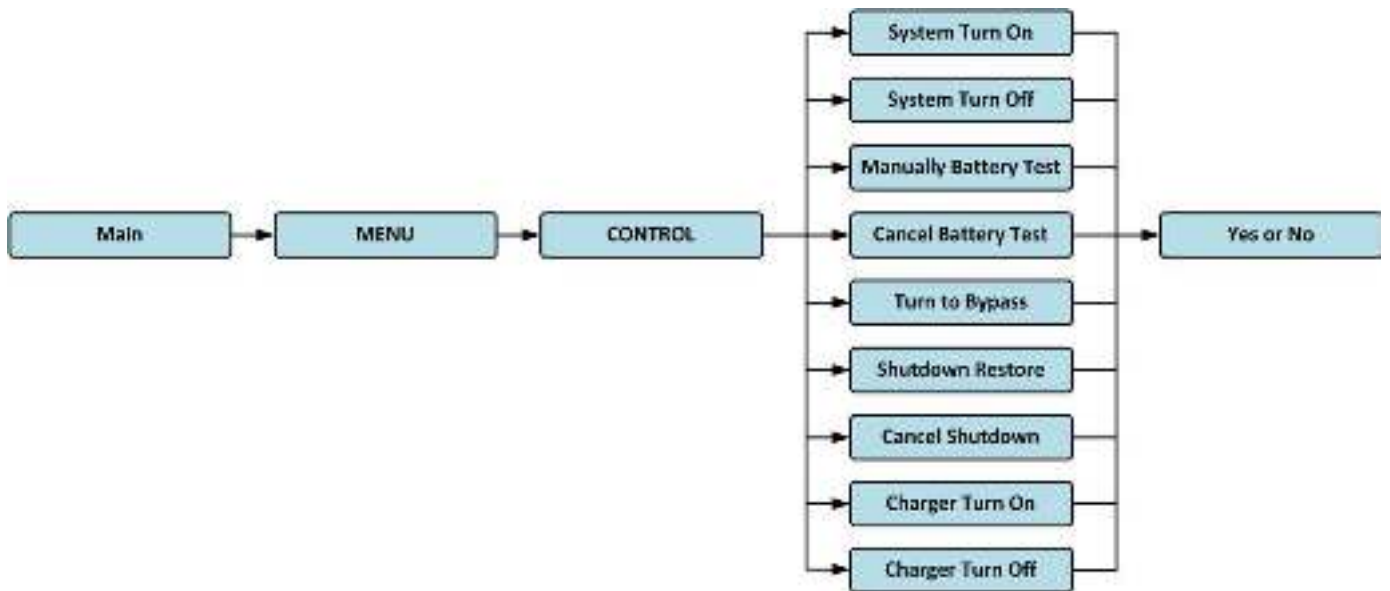 Main
MENU
CONTROL
System Turn On
System Turn Off
Manually Battery Test
Cancel Battery Test
Turn to Bypass
Shutdown Restore
Cancel Shutdown
Charger Turn On
Charger Turn Off
Yes or No